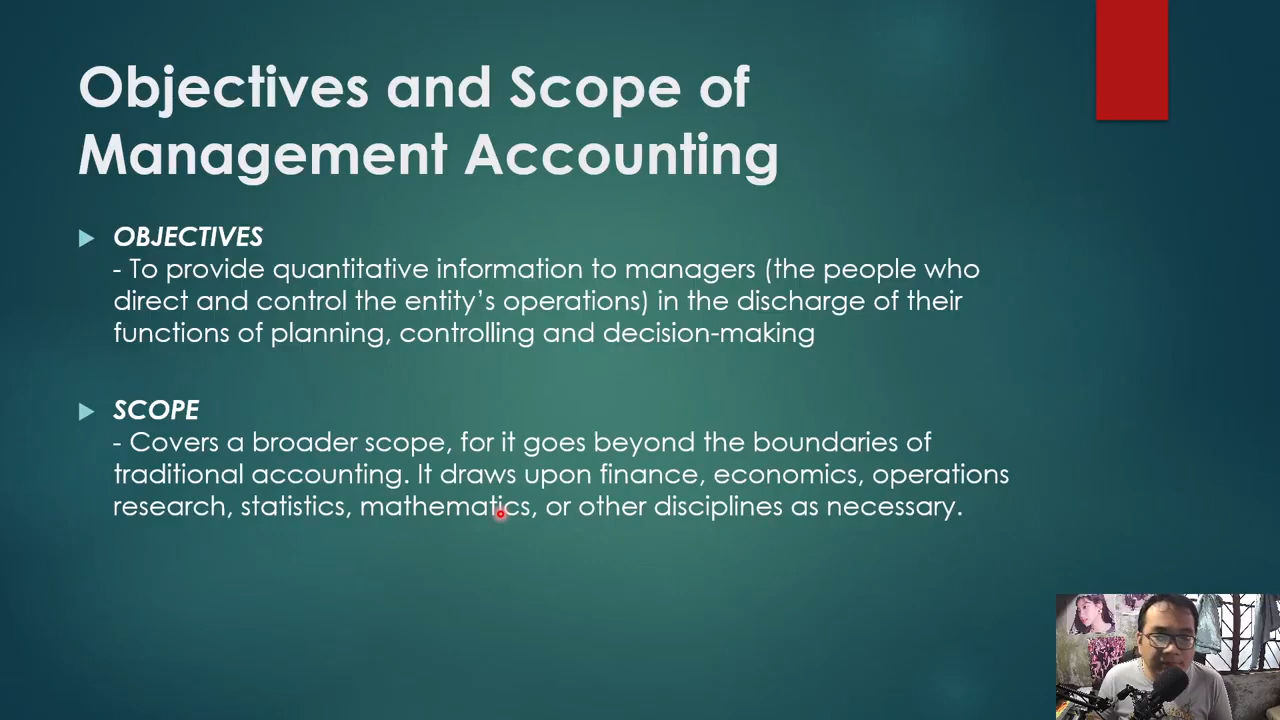 Objectives and Scope of
Management Accounting
OBJECTIVES
- To provide quantitative information to managers (the people who
direct and control the entity’s operations) in the discharge of their
functions of planning, controlling and decision-making
SCOPE
- Covers a broader scope, for it goes beyond the boundaries of
traditional accounting. It draws upon finance, economics, operations
research, statistics, mathematics, or other disciplines as necessary.